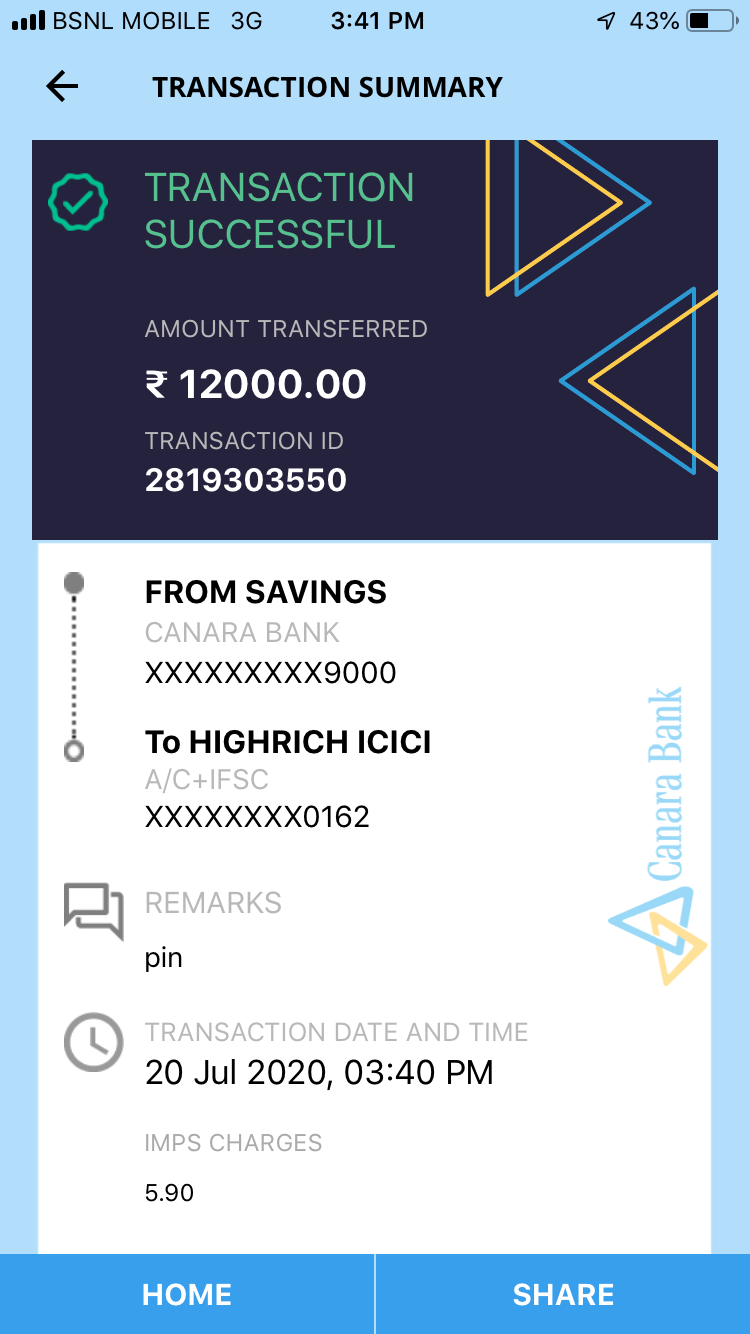 BSNL MOBILE 3G 3:41 PM 43%
TRANSACTION SUMMARY
TRANSACTION
SUCCESSFUL
AMOUNT TRANSFERRED
₹ 12000.00
TRANSACTION ID
2819303550
FROM SAVINGS
CANARA BANK
XXXXXXXXX9000
To HIGHRICH ICICI
A/C+IFSC
XXXXXXXX0162
Canara Bank
REMARKS
pin
TRANSACTION DATE AND TIME
20 Jul 2020, 03:40 PM
IMPS CHARGES
5.90
HOME SHARE